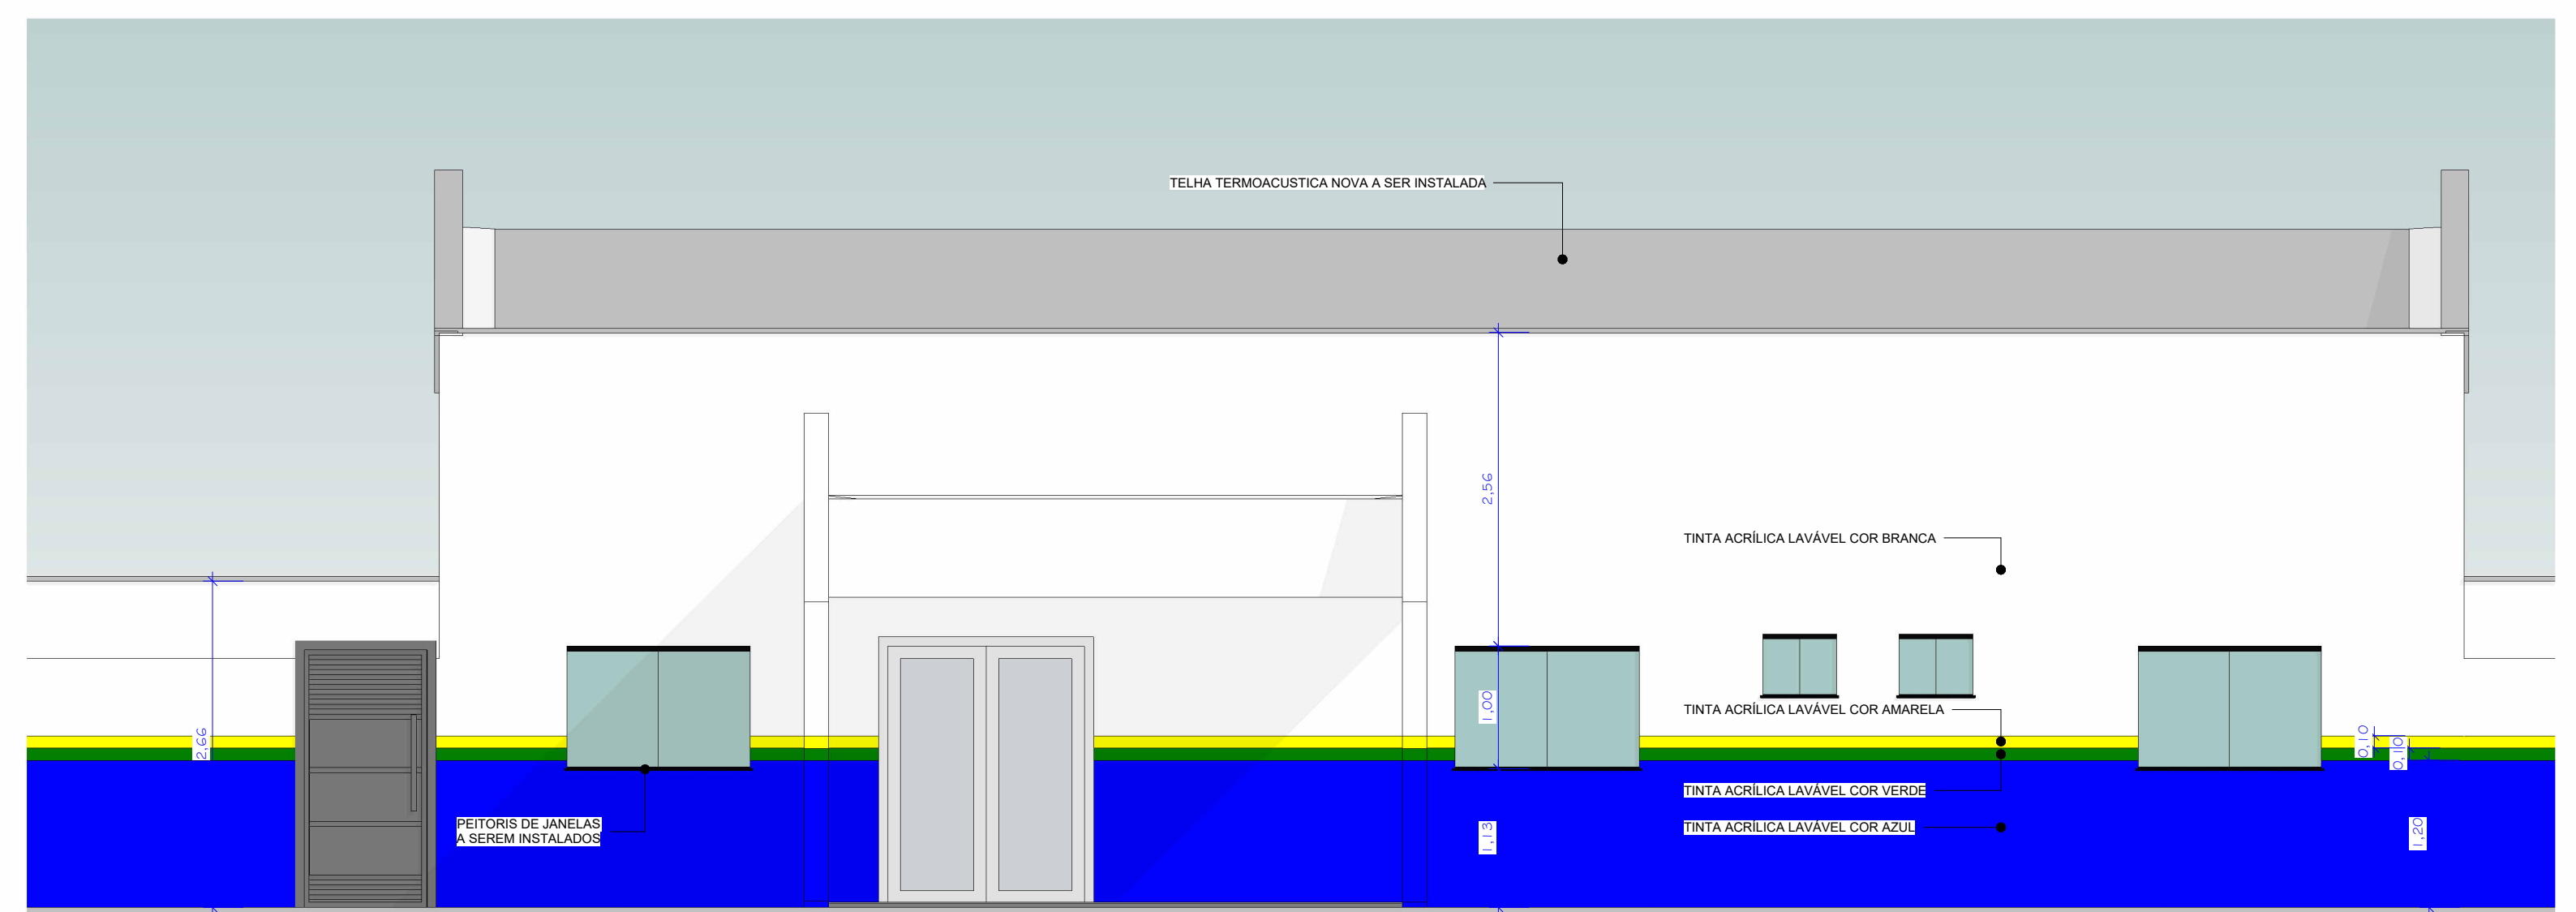 TELHA TERMOACUSTICA NOVA A SER INSTALADA
2,56
TINTA ACRÍLICA LAVÁVEL COR BRANCA
1,00
TINTA ACRÍLICA LAVÁVEL COR AMARELA
2,66
0,10
0,10
TINTA ACRÍLICA LAVÁVEL COR VERDE
PEITORIS DE JANELAS
A SEREM INSTALADOS
TINTA ACRÍLICA LAVÁVEL COR AZUL
1,13
1,20